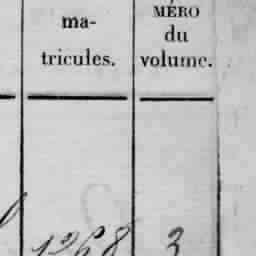 ma-
tricules.
MÉRO
du
volume.
1268
3